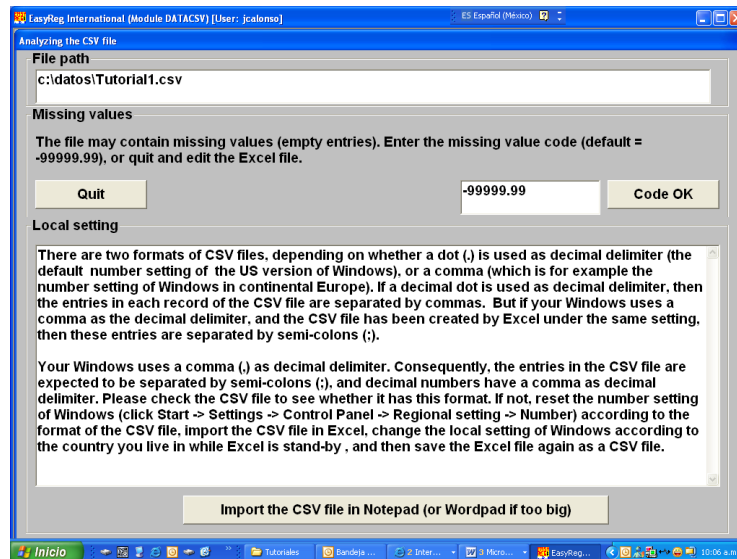 EasyReg International (Module DATACSV) [User: jcalonso]
ES Español (México)
Analyzing the CSV file
File path
c:\datos\Tutorial1.csv
Missing values
The file may contain missing values (empty entries). Enter the missing value code (default =
-99999.99), or quit and edit the Excel file.
Quit
-99999.99
Code OK
Local setting
There are two formats of CSV files, depending on whether a dot (.) is used as decimal delimiter (the
default number setting of the US version of Windows), or a comma (which is for example the
number setting of Windows in continental Europe). If a decimal dot is used as decimal delimiter, then
the entries in each record of the CSV file are separated by commas. But if your Windows uses a
comma as the decimal delimiter, and the CSV file has been created by Excel under the same setting,
then these entries are separated by semi-colons (;).
Your Windows uses a comma (,) as decimal delimiter. Consequently, the entries in the CSV file are
expected to be separated by semi-colons (;), and decimal numbers have a comma as decimal
delimiter. Please check the CSV file to see whether it has this format. If not, reset the number setting
of Windows (click Start -> Settings -> Control Panel -> Regional setting -> Number) according to the
format of the CSV file, import the CSV file in Excel, change the local setting of Windows according to
the country you live in while Excel is stand-by , and then save the Excel file again as a CSV file.
Import the CSV file in Notepad (or Wordpad if too big)
Inicio
Tutoriales
Bandeja ...
2 Inter...
3 Micro...
EasyReg...
10:06 a.m.